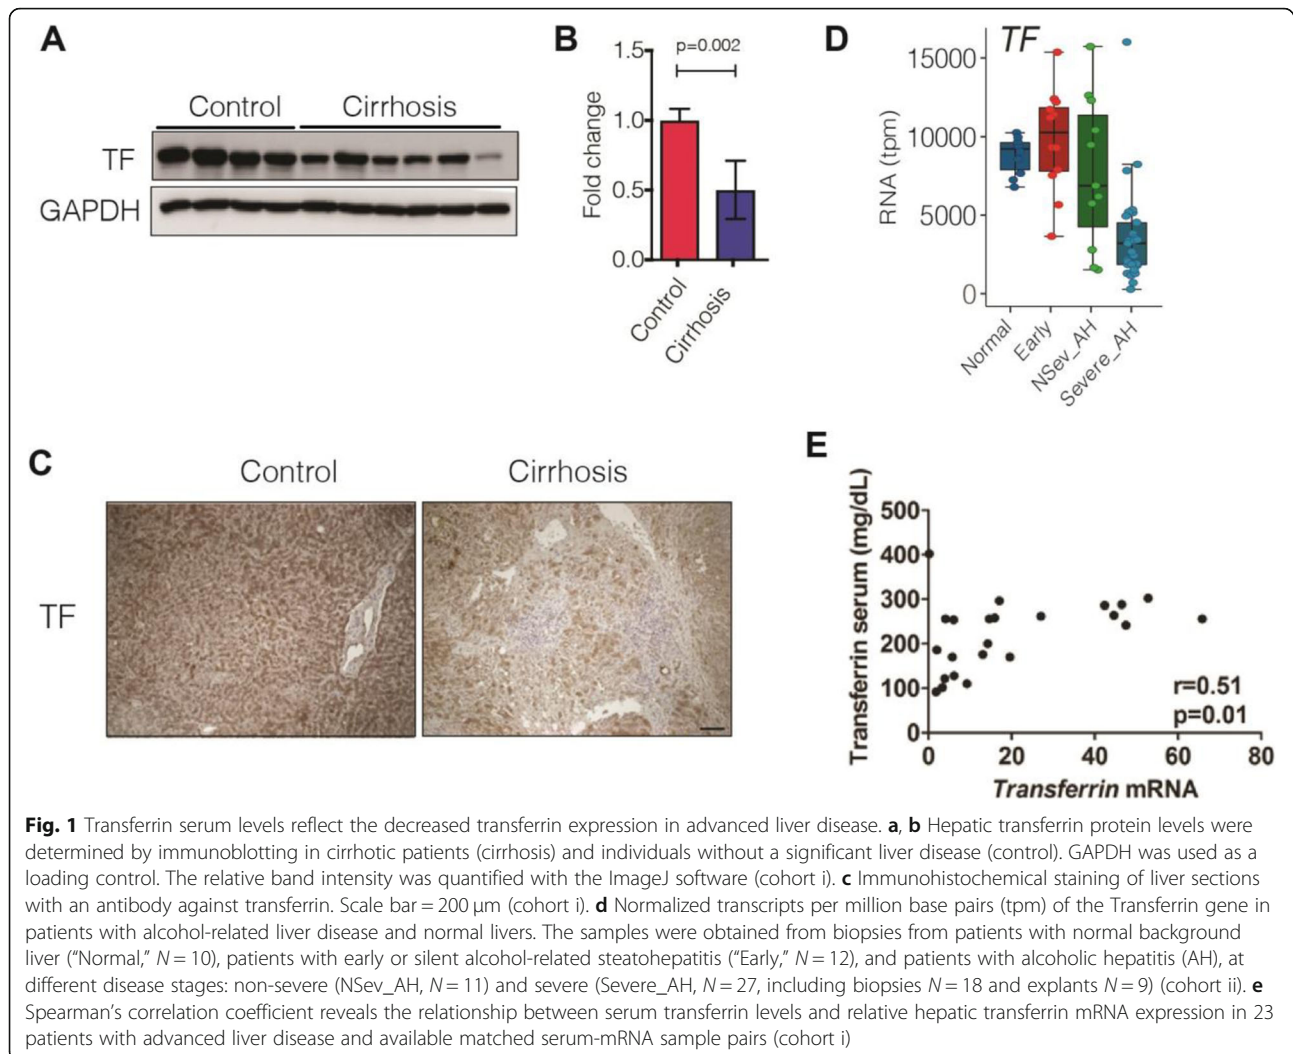 A
Control Cirrhosis
TF
GAPDH
B
p=0.002
Fold change
1.5
1.0
0.5
0.0
Control
Cirrhosis
D
TF
RNA (tpm)
15000
10000
5000
0
Normal
Early
NSev_AH
Severe_AH
C
Control Cirrhosis
TF
E
Transferrin serum (mg/dL)
500
400
300
200
100
0
0 20 40 60 80
r=0.51
p=0.01
Transferrin mRNA
Fig. 1 Transferrin serum levels reflect the decreased transferrin expression in advanced liver disease. a, b Hepatic transferrin protein levels were
determined by immunoblotting in cirrhotic patients (cirrhosis) and individuals without a significant liver disease (control). GAPDH was used as a
loading control. The relative band intensity was quantified with the ImageJ software (cohort i). c Immunohistochemical staining of liver sections
with an antibody against transferrin. Scale bar = 200 μm (cohort i). d Normalized transcripts per million base pairs (tpm) of the Transferrin gene in
patients with alcohol-related liver disease and normal livers. The samples were obtained from biopsies from patients with normal background
liver (“Normal,” N = 10), patients with early or silent alcohol-related steatohepatitis (“Early,” N = 12), and patients with alcoholic hepatitis (AH), at
different disease stages: non-severe (NSev_AH, N = 11) and severe (Severe_AH, N = 27, including biopsies N = 18 and explants N = 9) (cohort ii). e
Spearman’s correlation coefficient reveals the relationship between serum transferrin levels and relative hepatic transferrin mRNA expression in 23
patients with advanced liver disease and available matched serum-mRNA sample pairs (cohort i)